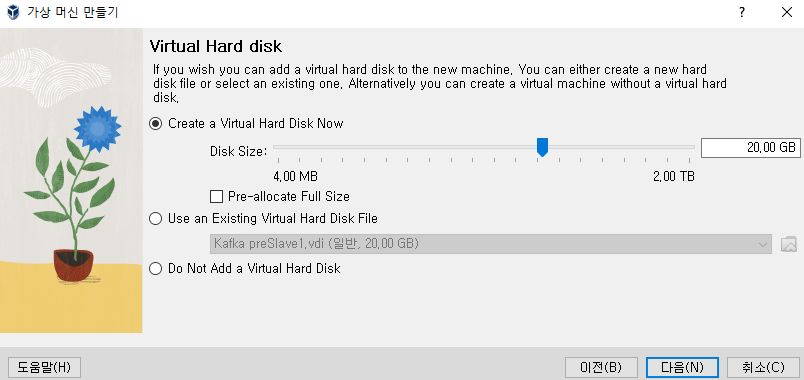 가상 머신 만들기
Virtual Hard disk
If you wish you can add a virtual hard disk to the new machine, You can either create a new hard
disk file or select an existing one, Alternatively you can create a virtual machine without a virtual hard
disk,
Create a Virtual Hard Disk Now
Disk Size: 20,00 GB
4,00 MB 2,00 TB
Pre-allocate Full Size
Use an Existing Virtual Hard Disk File
Kafka preSlave1,vdi (일반, 20,00 GB)
Do Not Add a Virtual Hard Disk
도움말(H) 이전(B) 다음(N) 취소(C)